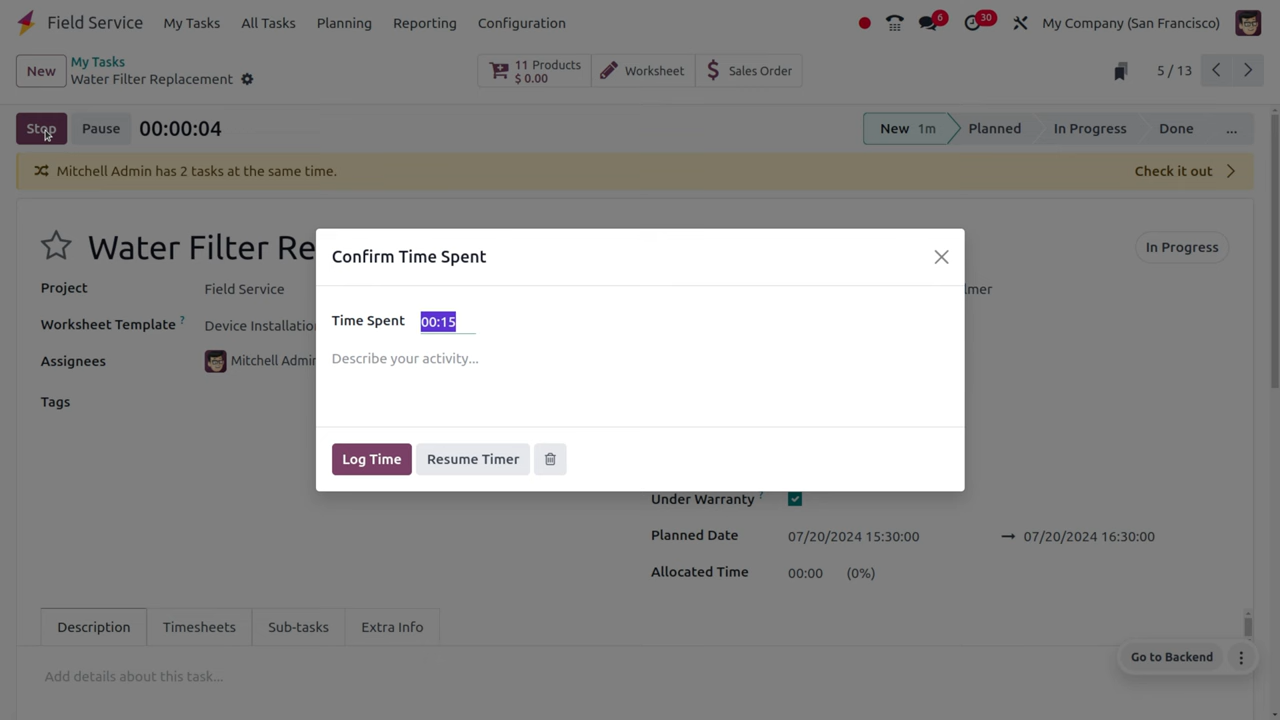 Field Service My Tasks All Tasks Planning Reporting Configuration 6 30 My Company (San Francisco)
New My Tasks 11 Products Worksheet Sales Order 5 / 13
Water Filter Replacement $ 0.00
Stop Pause 00:00:04 New 1m Planned In Progress Done ...
Mitchell Admin has 2 tasks at the same time. Check it out
Water Filter Re In Progress
Confirm Time Spent
Project Field Service lmer
Time Spent 00:15
Worksheet Template ? Device Installatio
Describe your activity...
Assignees Mitchell Admin
Tags
Log Time Resume Timer
Under Warranty ?
Planned Date 07/20/2024 15:30:00 07/20/2024 16:30:00
Allocated Time 00:00 (0%)
Description Timesheets Sub-tasks Extra Info
Go to Backend
Add details about this task...